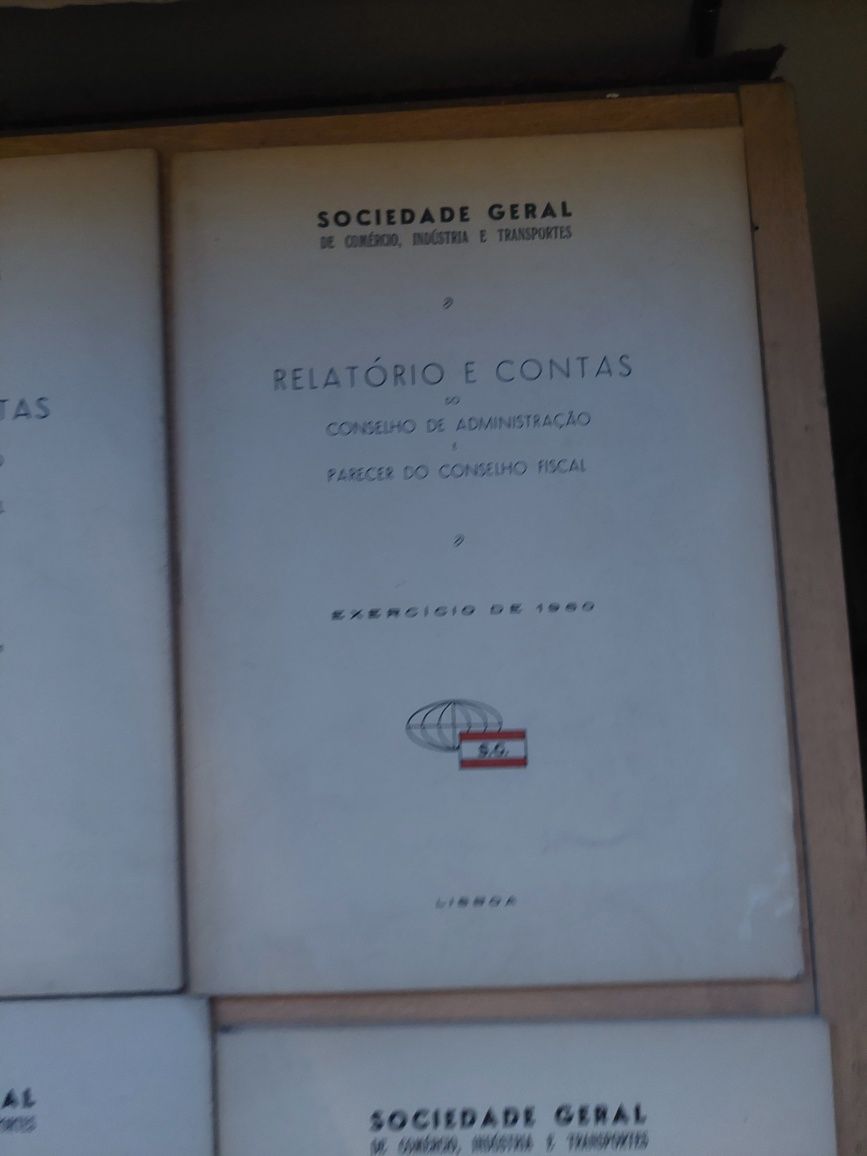 SOCIEDADE GERAL
DE COMÉRCIO, INDÚSTRIA E TRANSPORTES
RELATÓRIO E CONTAS
DO
CONSELHO DE ADMINISTRAÇÃO
E
PARECER DO CONSELHO FISCAL
EXERCÍCIO DE 1960
S.G.
LISBOA
TAS
AL
SOCIEDADE GERAL
DE COMÉRCIO, INDÚSTRIA E TRANSPORTES